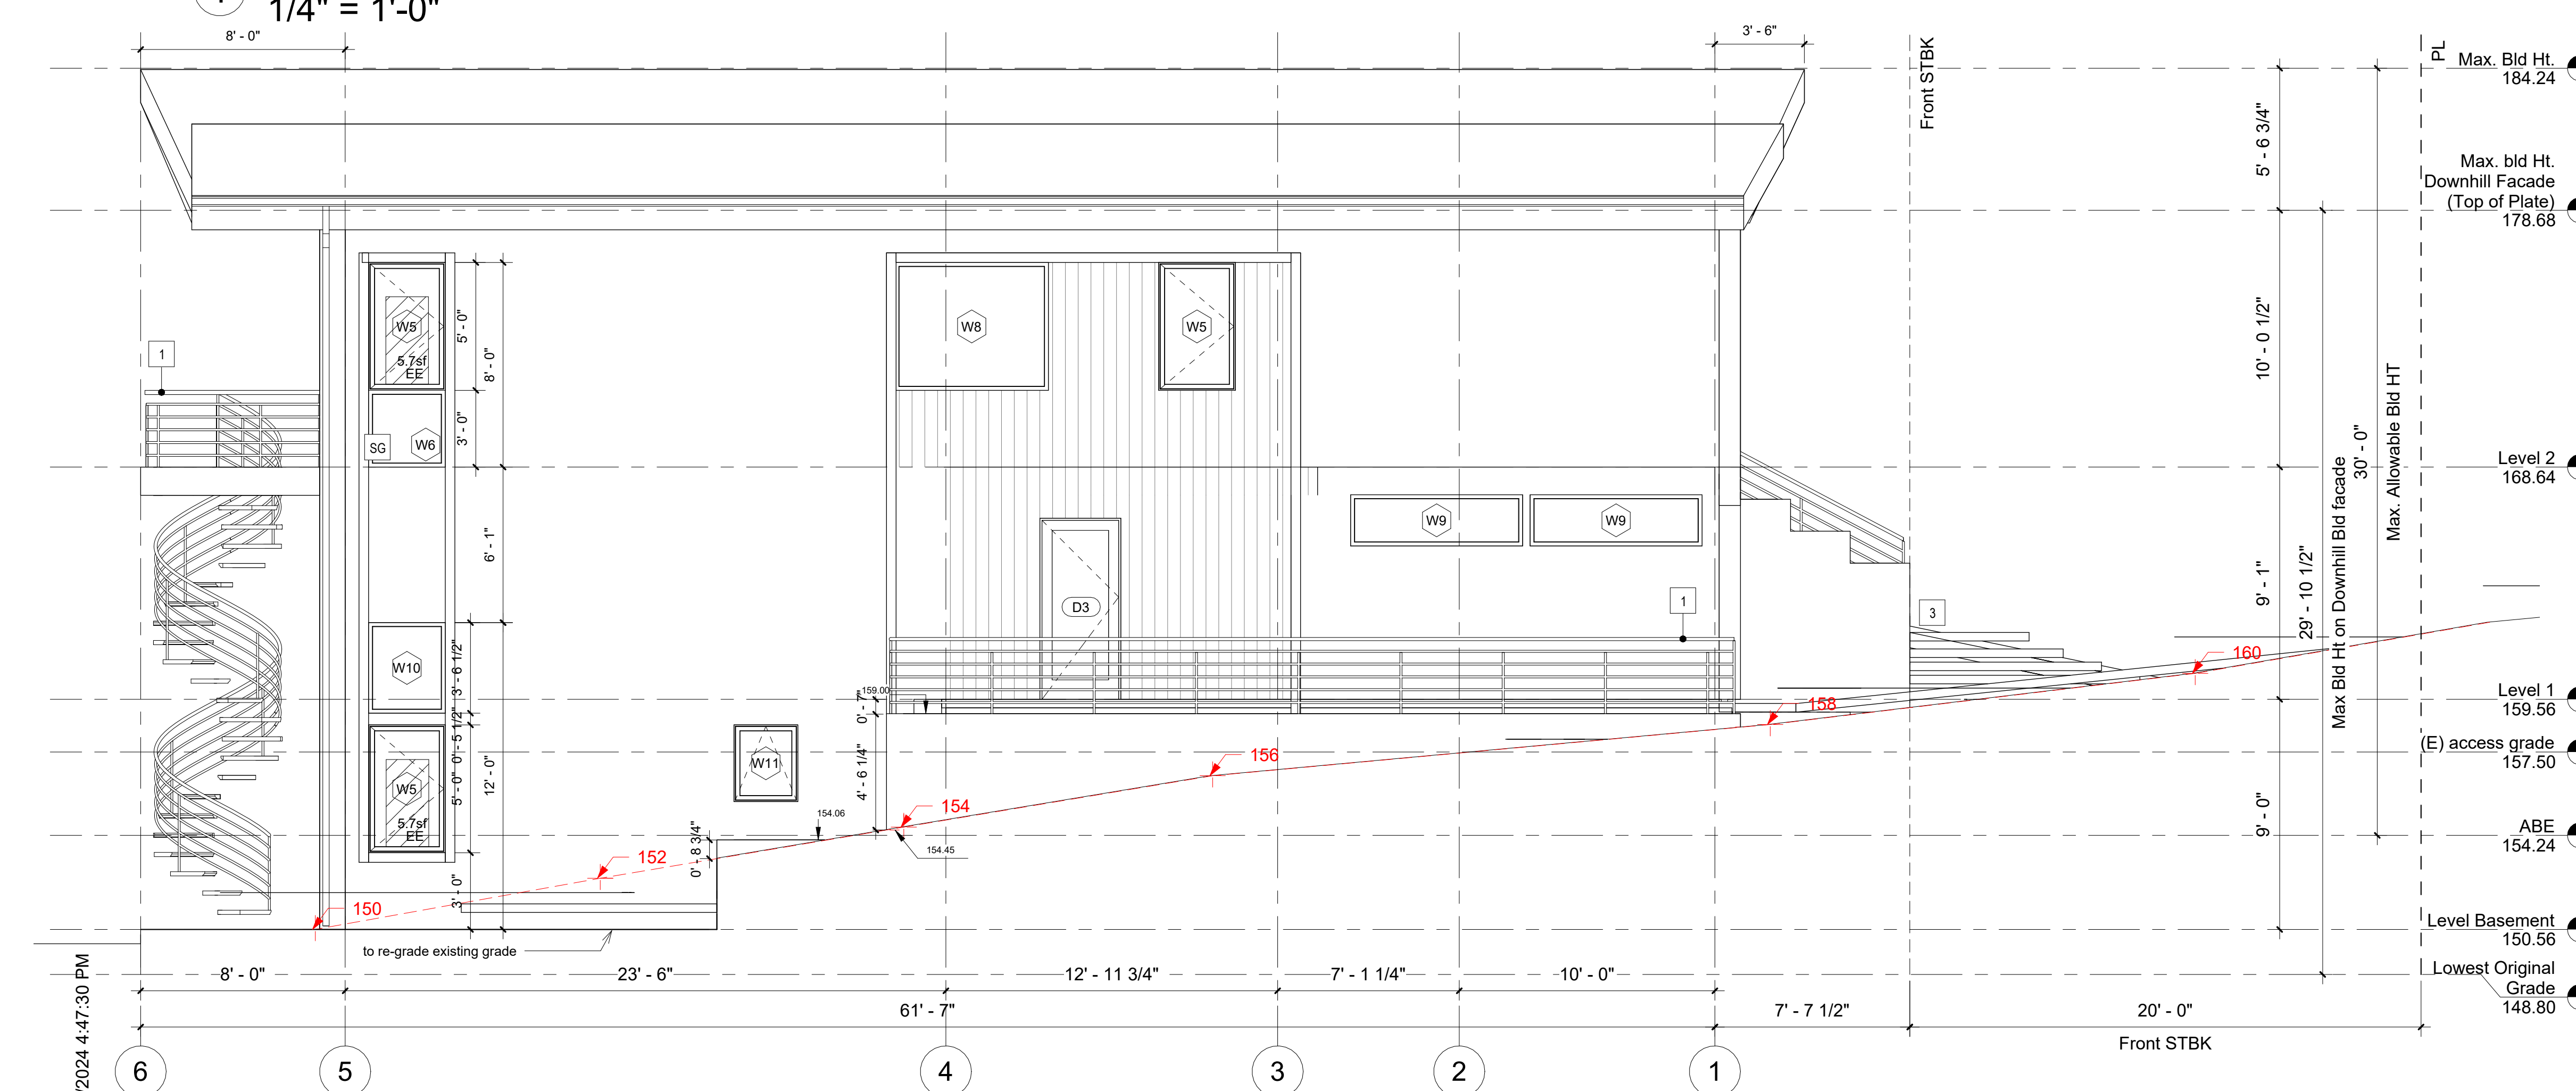 1/4" = 1'-0"
8' - 0"
3' - 6"
Front STBK
PL
Max. Bld Ht.
184.24
5' - 6 3/4"
Max. bld Ht.
Downhill Facade
(Top of Plate)
178.68
W5
5.7sf
EE
5' - 0"
8' - 0"
W8
W5
10' - 0 1/2"
1
SG
W6
3' - 0"
Max. Allowable Bld HT
30' - 0"
Level 2
168.64
6' - 1"
W9
W9
D3
1
3
9' - 1"
29' - 10 1/2"
Max Bld Ht on Downhill Bld facade
W10
3' - 6 1/2"
160
159.00
0' - 7"
158
Level 1
159.56
0' - 5 1/2"
W11
4' - 6 1/4"
156
(E) access grade
157.50
W5
5.7sf
EE
5' - 0"
12' - 0"
154.06
154
154.45
0' - 8 3/4"
9' - 0"
ABE
154.24
152
3' - 0"
150
to re-grade existing grade
Level Basement
150.56
/2024 4:47:30 PM
8' - 0"
23' - 6"
12' - 11 3/4"
7' - 1 1/4"
10' - 0"
Lowest Original
Grade
148.80
61' - 7"
7' - 7 1/2"
20' - 0"
Front STBK
6
5
4
3
2
1